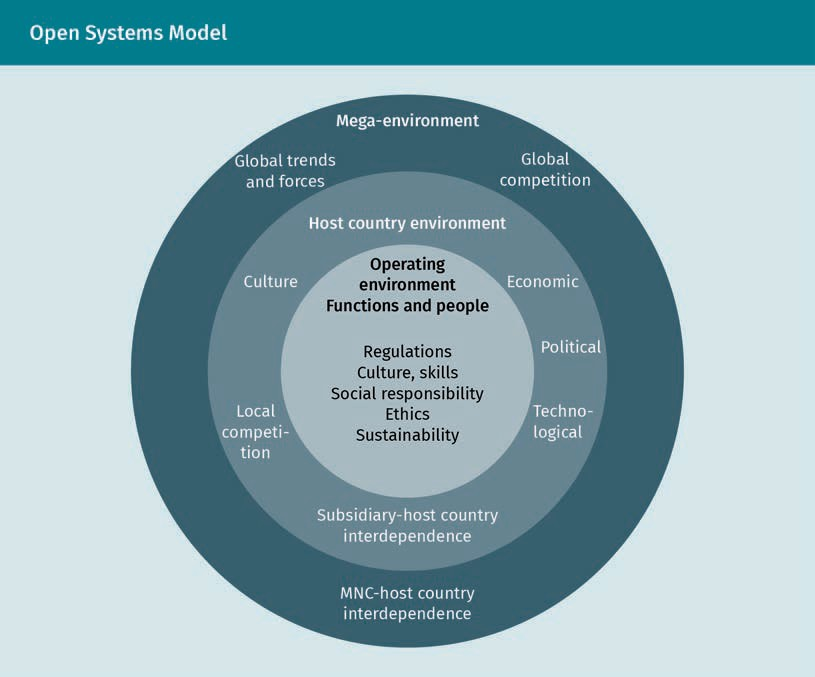 Open Systems Model
Mega-environment
Global trends
and forces
Global
competition
Host country environment
Culture
Economic
Operating
environment
Functions and people
Political
Regulations
Culture, skills
Social responsibility
Ethics
Sustainability
Local
competi-
tion
Techno-
logical
Subsidiary-host country
interdependence
MNC-host country
interdependence